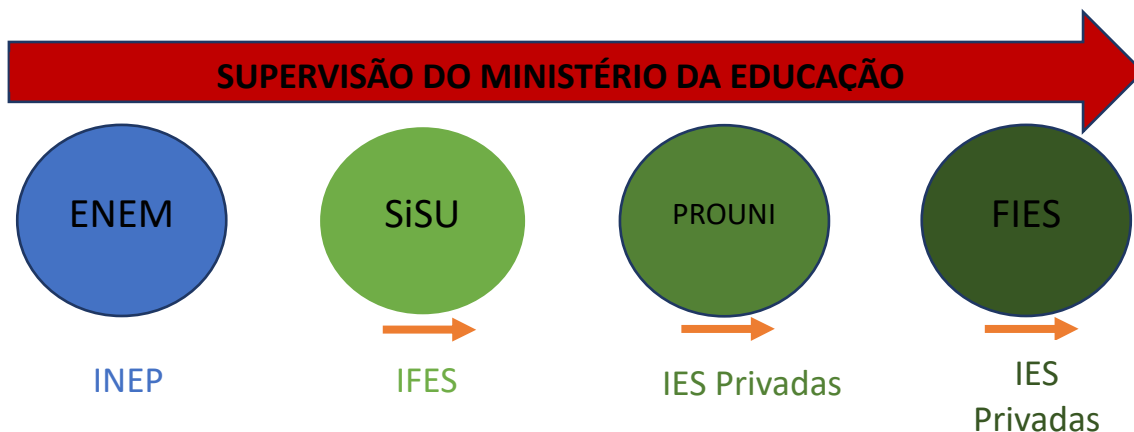 SUPERVISÃO DO MINISTÉRIO DA EDUCAÇÃO
ENEM
SiSU
PROUNI
FIES
INEP
IFES
IES Privadas
IES
Privadas